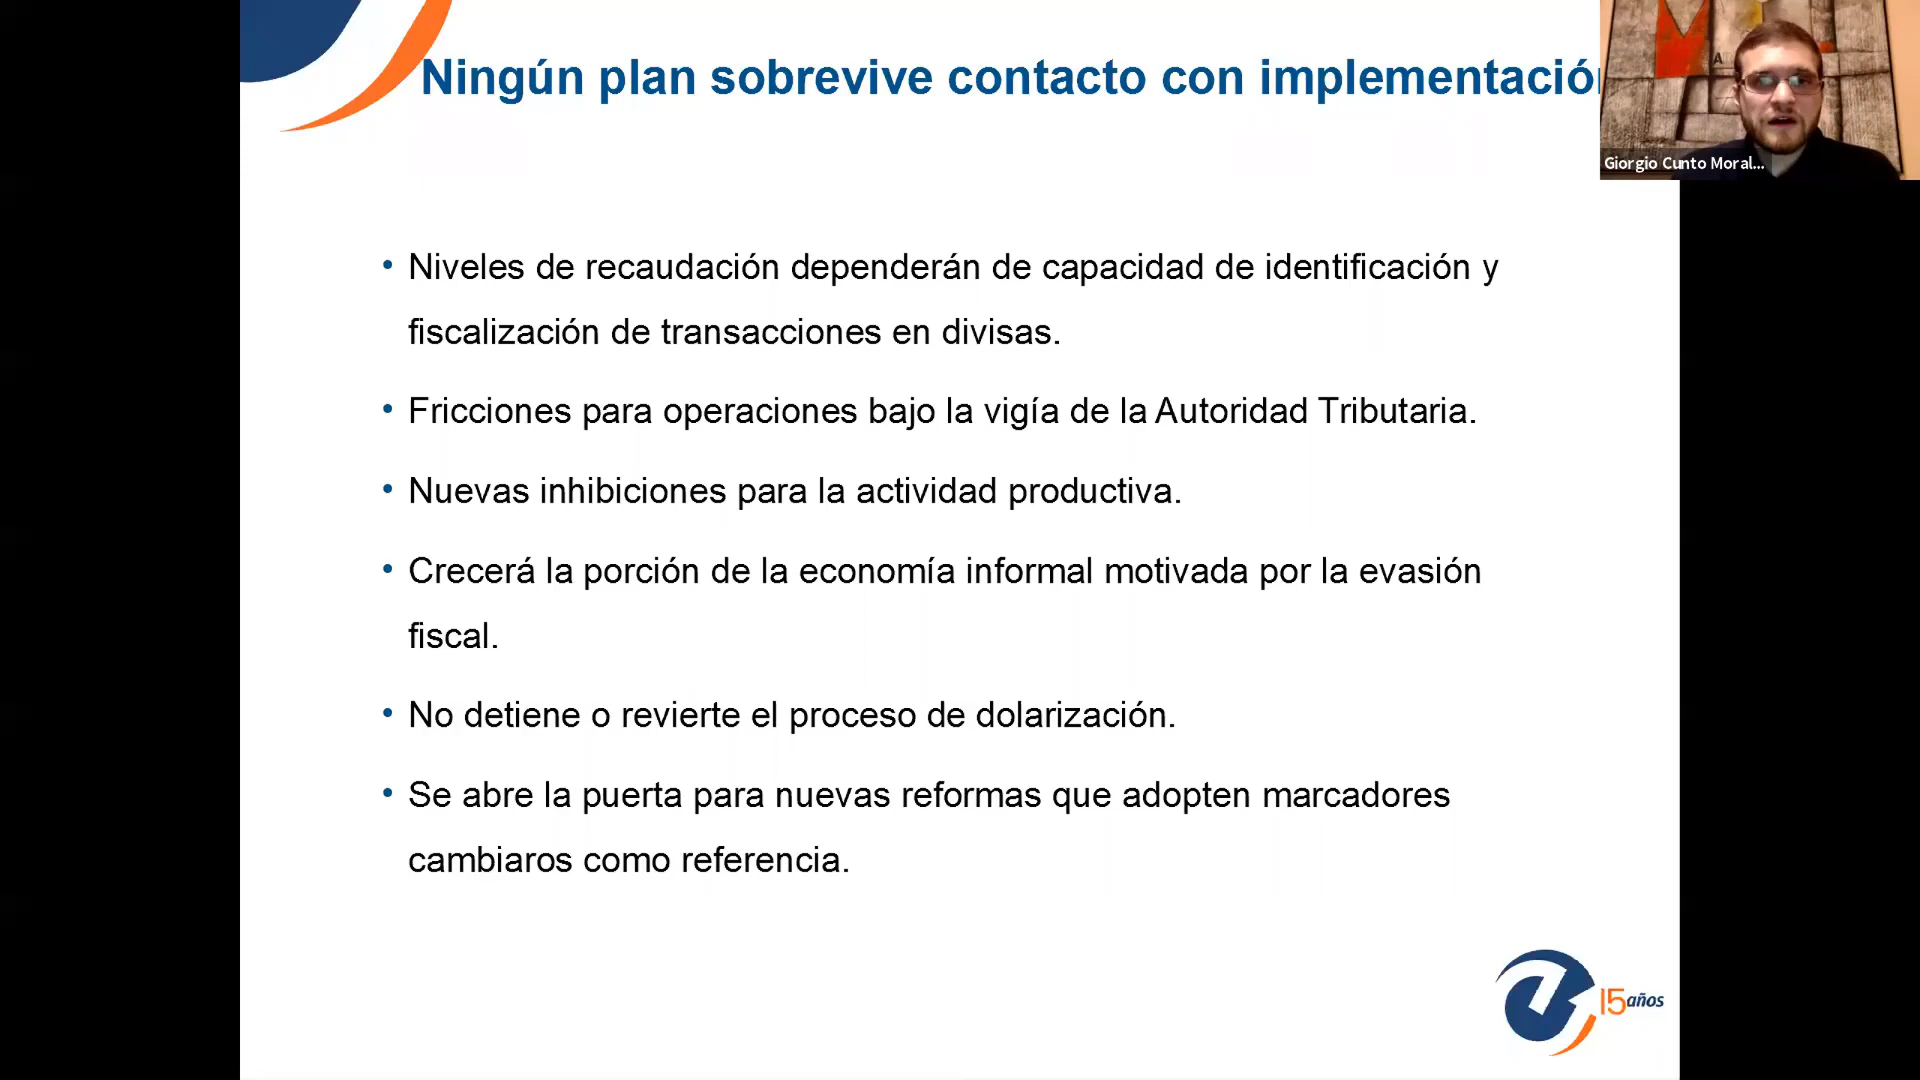 Ningún plan sobrevive contacto con implementació
Giorgio Cunto Moral...
• Niveles de recaudación dependerán de capacidad de identificación y
fiscalización de transacciones en divisas.
• Fricciones para operaciones bajo la vigía de la Autoridad Tributaria.
• Nuevas inhibiciones para la actividad productiva.
• Crecerá la porción de la economía informal motivada por la evasión
fiscal.
• No detiene o revierte el proceso de dolarización.
• Se abre la puerta para nuevas reformas que adopten marcadores
cambiaros como referencia.
15años